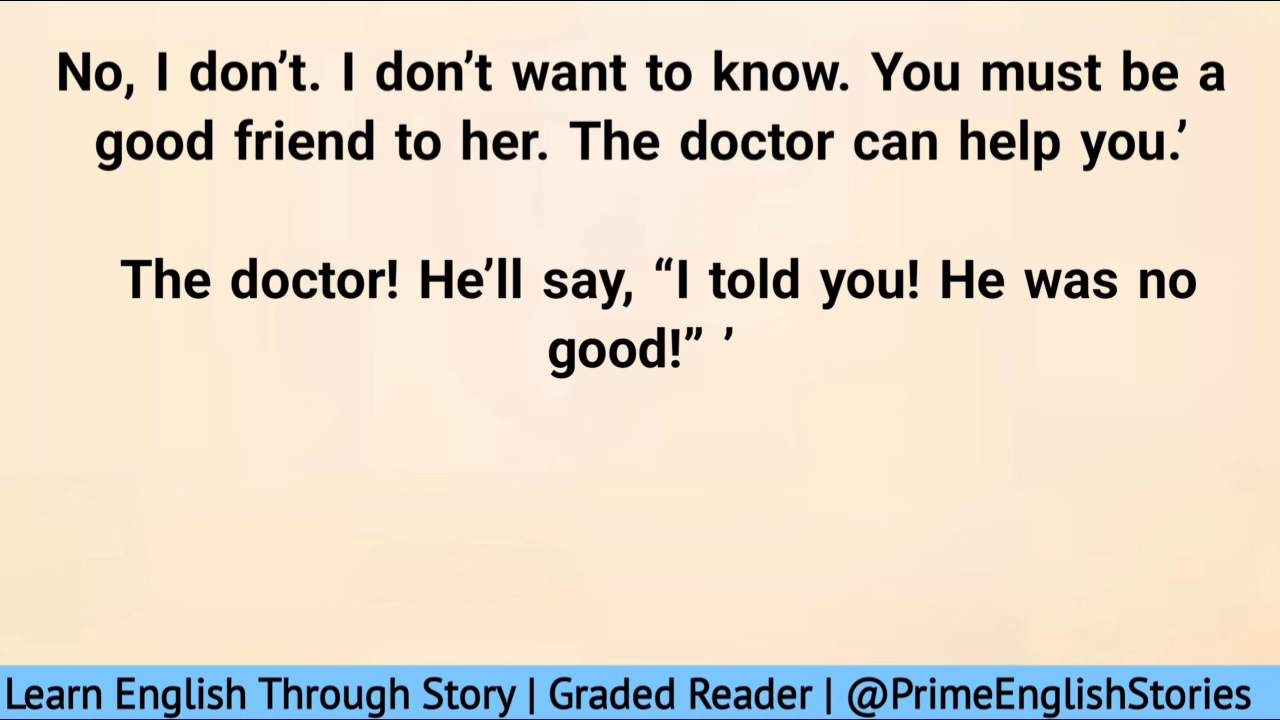 No, I don’t. I don’t want to know. You must be a
good friend to her. The doctor can help you.’
The doctor! He’ll say, “I told you! He was no
good!” ’
Learn English Through Story | Graded Reader | @PrimeEnglishStories